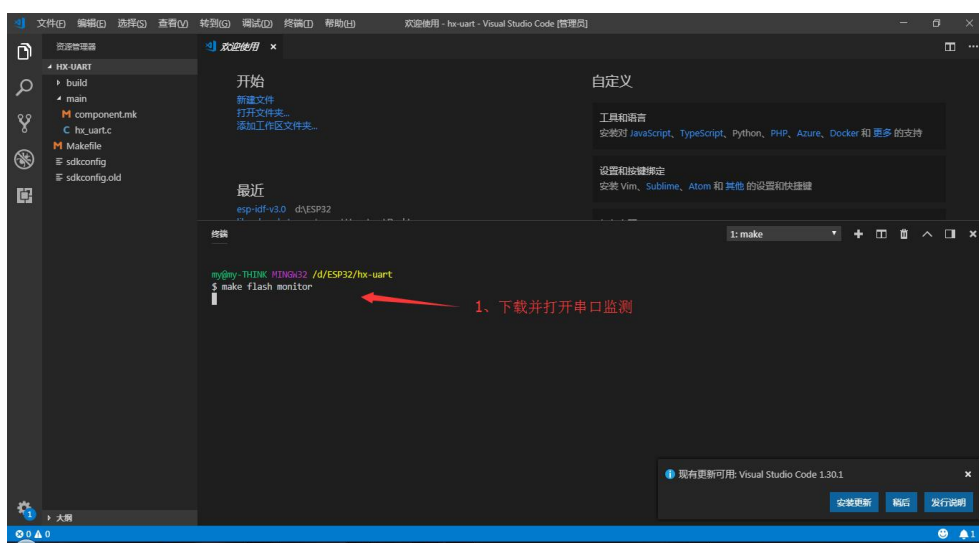 文件(F) 编辑(E) 选择(S) 查看(V) 转到(G) 调试(D) 终端(T) 帮助(H) 欢迎使用 - hx-uart - Visual Studio Code [管理员]
资源管理器
欢迎使用 ×
HX-UART
build
main
M component.mk
C hx_uart.c
M Makefile
sdkconfig
sdkconfig.old
大纲
开始
新建文件
打开文件夹...
添加工作区文件夹...
最近
esp-idf-v3.0 d:\ESP32
自定义
工具和语言
安装对 JavaScript、TypeScript、Python、PHP、Azure、Docker 和 更多 的支持
设置和按键绑定
安装 Vim、Sublime、Atom 和 其他 的设置和快捷键
终端
1: make
my@my-THINK MINGW32 /d/ESP32/hx-uart
$ make flash monitor
1、下载并打开串口监测
现有更新可用: Visual Studio Code 1.30.1
安装更新 稍后 发行说明
1
0 0
1